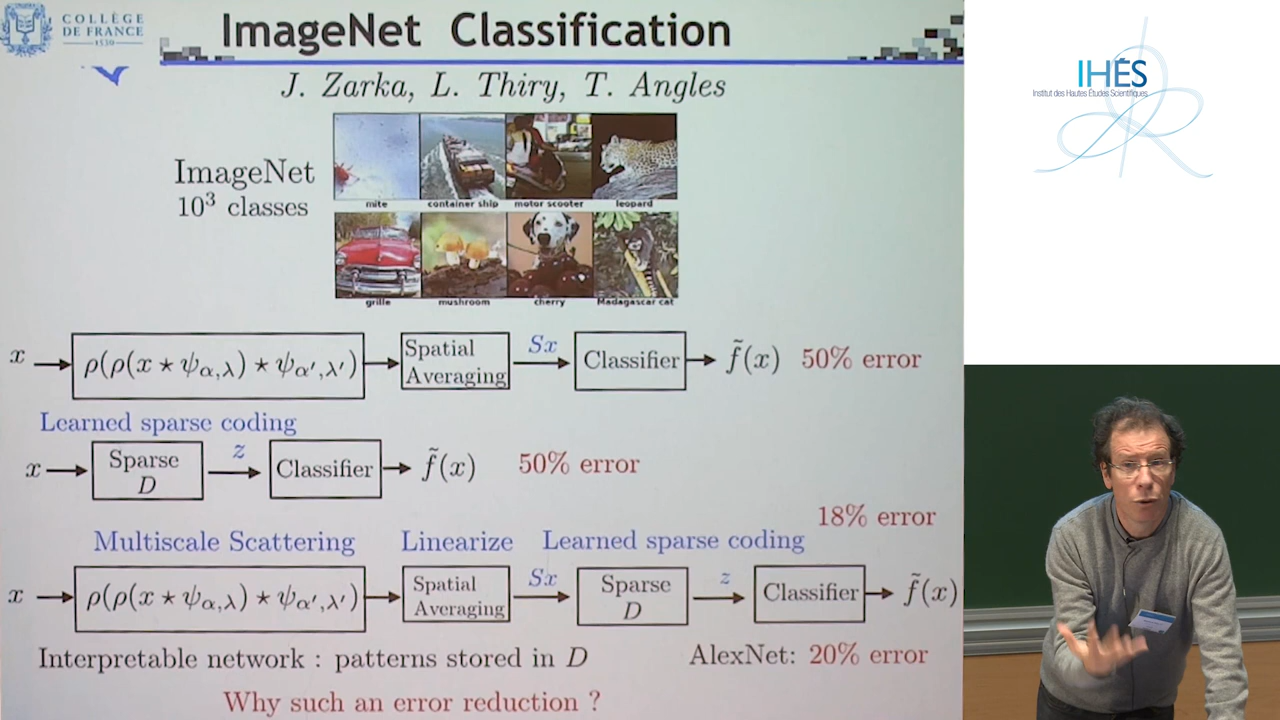 COLLÈGE
DE FRANCE
1530
ImageNet Classification
J. Zarka, L. Thiry, T. Angles
ImageNet
10³ classes
mite container ship motor scooter leopard
grille mushroom cherry Madagascar cat
x ρ(ρ(x ⋆ ψα,λ) ⋆ ψα′,λ′) Spatial Averaging Sx Classifier f̃(x) 50% error
Learned sparse coding
x Sparse D z Classifier f̃(x) 50% error
18% error
Multiscale Scattering Linearize Learned sparse coding
x ρ(ρ(x ⋆ ψα,λ) ⋆ ψα′,λ′) Spatial Averaging Sx Sparse D z Classifier f̃(x)
Interpretable network : patterns stored in D AlexNet: 20% error
Why such an error reduction ?
IHÉS
Institut des Hautes Études Scientifiques